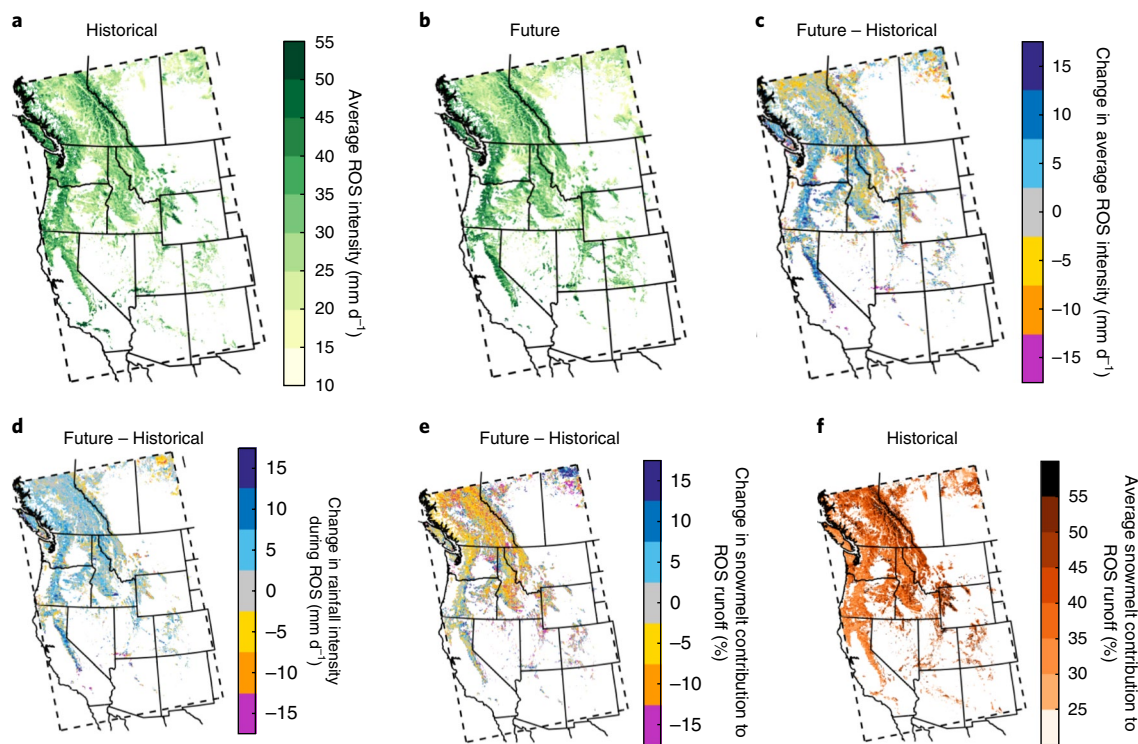 a
Historical
55
50
45
40
35
30
25
20
15
10
Average ROS intensity (mm d⁻¹)
b
Future
c
Future – Historical
15
10
5
0
–5
–10
–15
Change in average ROS intensity (mm d⁻¹)
d
Future – Historical
15
10
5
0
–5
–10
–15
Change in rainfall intensity
during ROS (mm d⁻¹)
e
Future – Historical
15
10
5
0
–5
–10
–15
Change in snowmelt contribution to
ROS runoff (%)
f
Historical
55
50
45
40
35
30
25
Average snowmelt contribution to
ROS runoff (%)